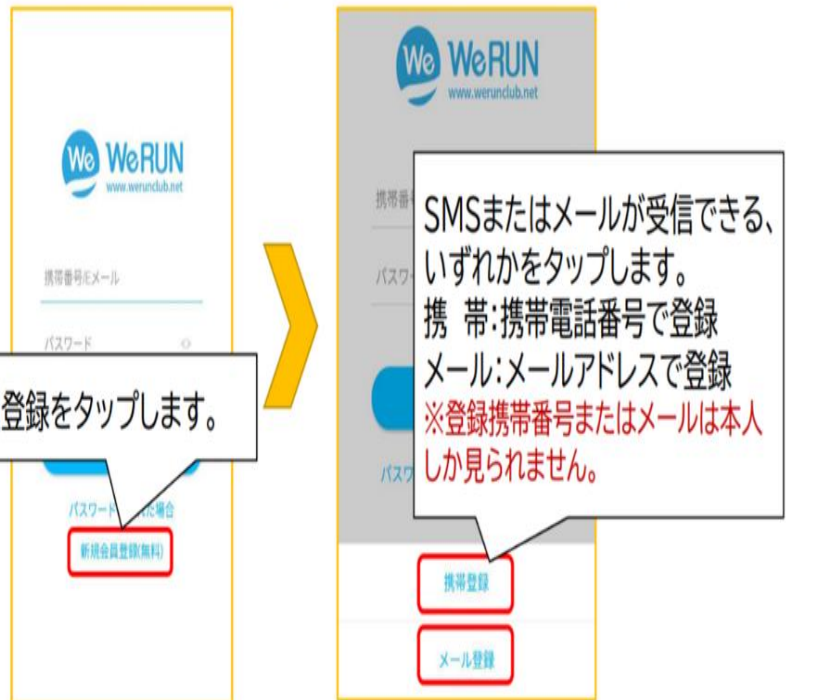 We WeRUN
www.werunclub.net
携帯番号/Eメール
パスワード
登録をタップします。
パスワード
た場合
新規会員登録(無料)
We WeRUN
www.werunclub.net
携帯番
パスワ
SMSまたはメールが受信できる、
いずれかをタップします。
携 帯:携帯電話番号で登録
メール:メールアドレスで登録
※登録携帯番号またはメールは本人
しか見られません。
パスワ
携帯登録
メール登録